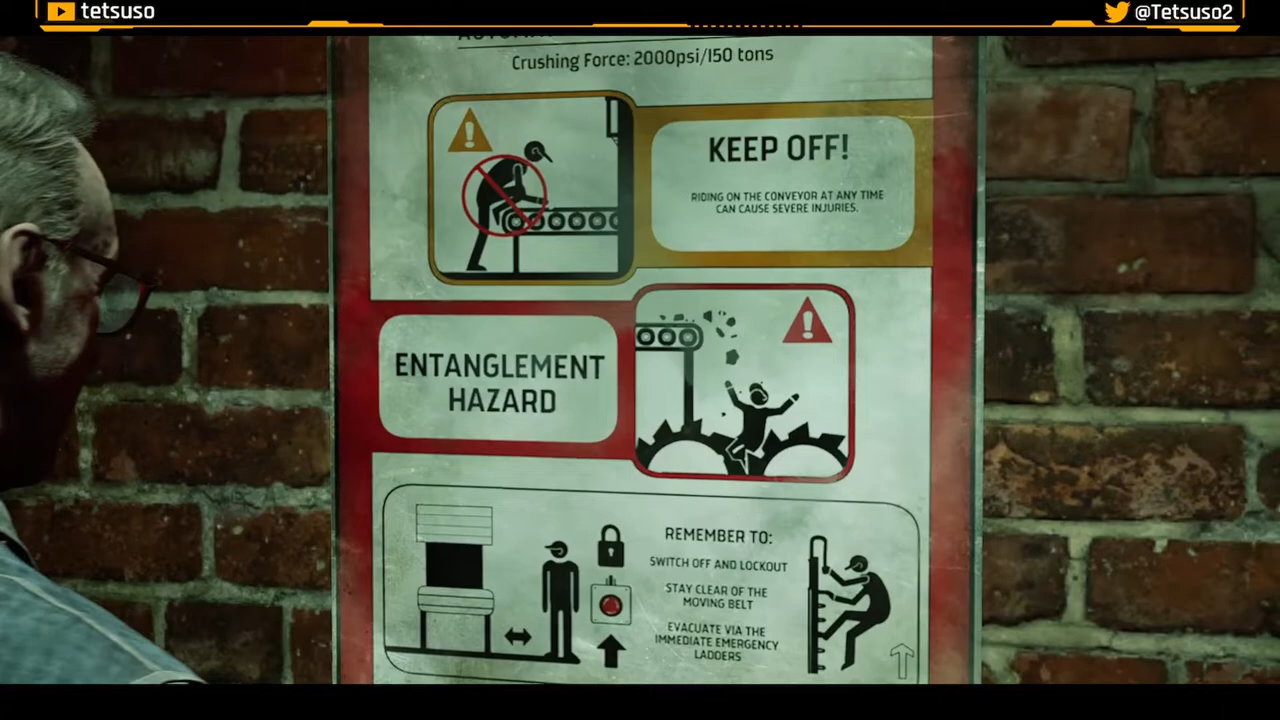 tetsuso
@Tetsuso2
Crushing Force: 2000psi/150 tons
KEEP OFF!
RIDING ON THE CONVEYOR AT ANY TIME
CAN CAUSE SEVERE INJURIES.
ENTANGLEMENT
HAZARD
REMEMBER TO:
SWITCH OFF AND LOCKOUT
STAY CLEAR OF THE
MOVING BELT
EVACUATE VIA THE
IMMEDIATE EMERGENCY
LADDERS